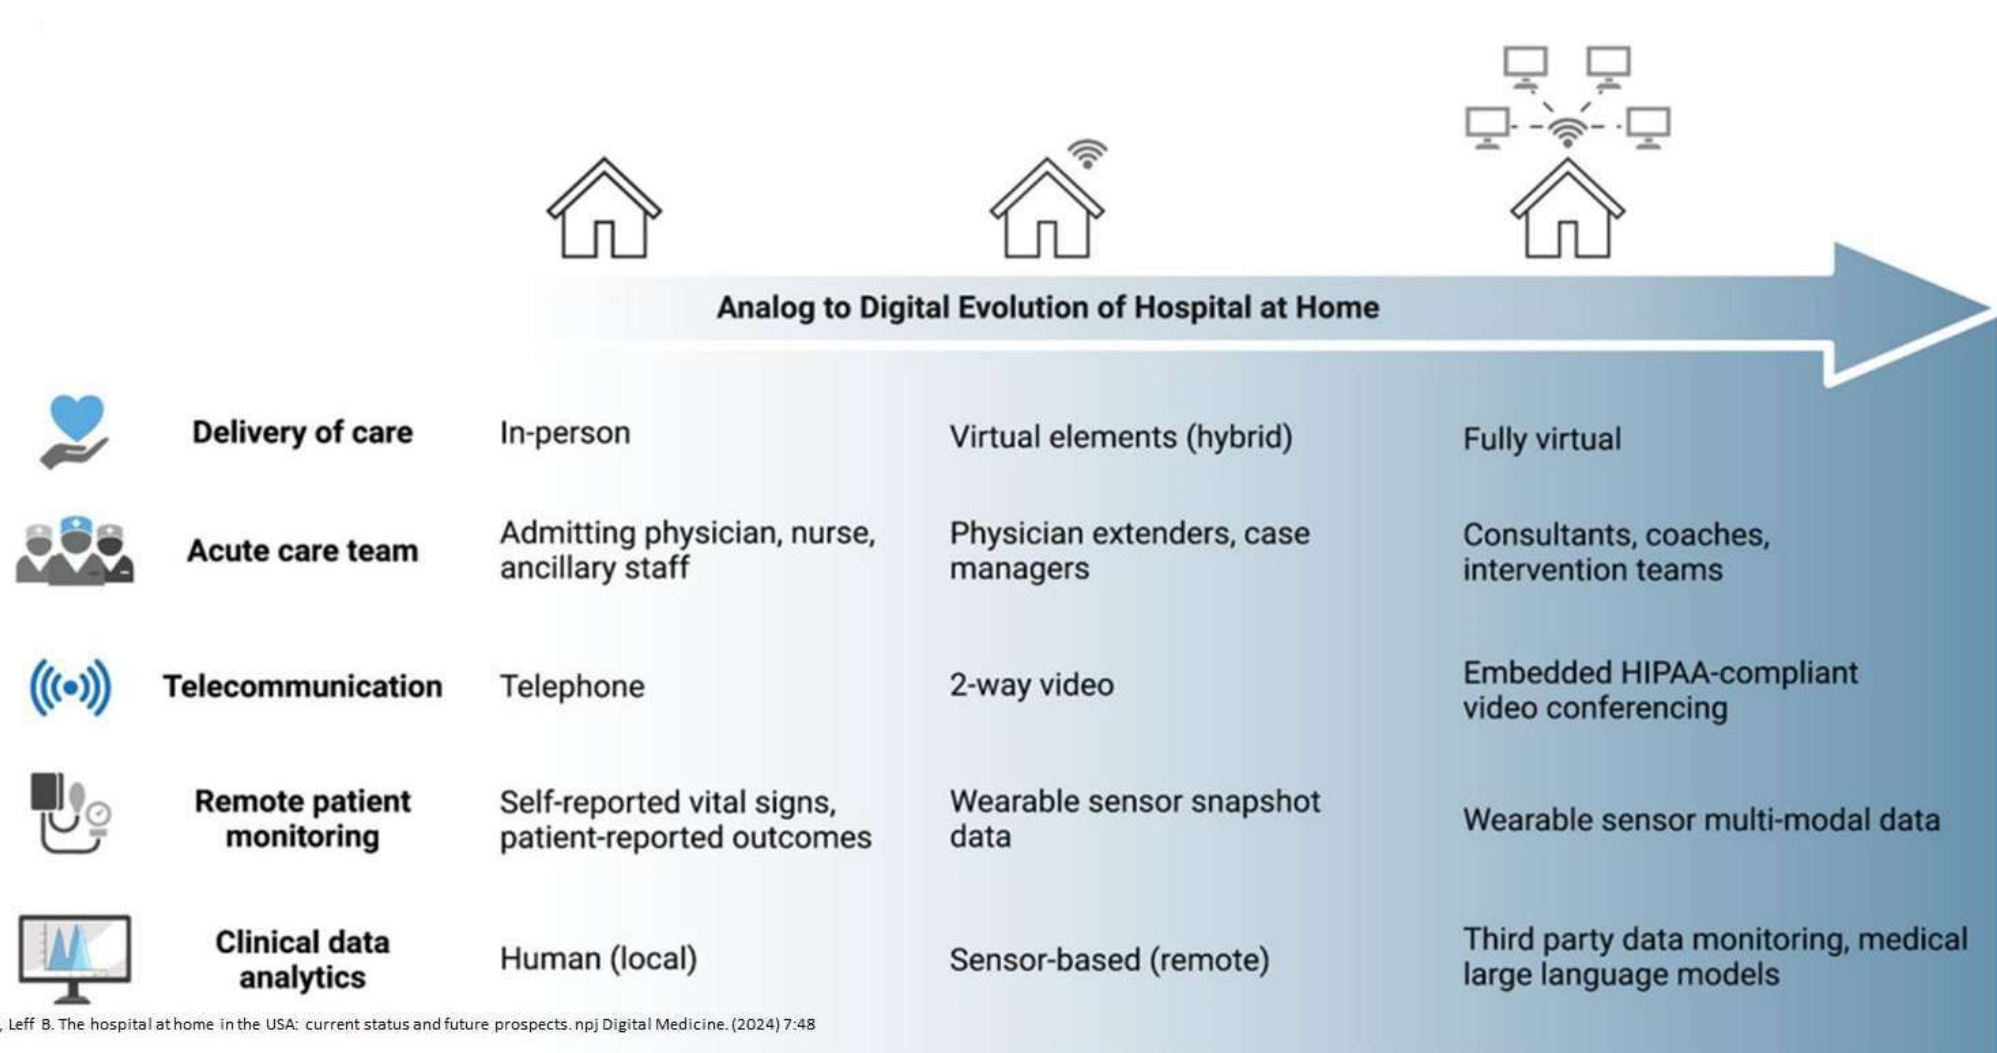 Analog to Digital Evolution of Hospital at Home
Delivery of care
In-person
Virtual elements (hybrid)
Fully virtual
Acute care team
Admitting physician, nurse,
ancillary staff
Physician extenders, case
managers
Consultants, coaches,
intervention teams
Telecommunication
Telephone
2-way video
Embedded HIPAA-compliant
video conferencing
Remote patient
monitoring
Self-reported vital signs,
patient-reported outcomes
Wearable sensor snapshot
data
Wearable sensor multi-modal data
Clinical data
analytics
Human (local)
Sensor-based (remote)
Third party data monitoring, medical
large language models
, Leff B. The hospital at home in the USA: current status and future prospects. npj Digital Medicine. (2024) 7:48